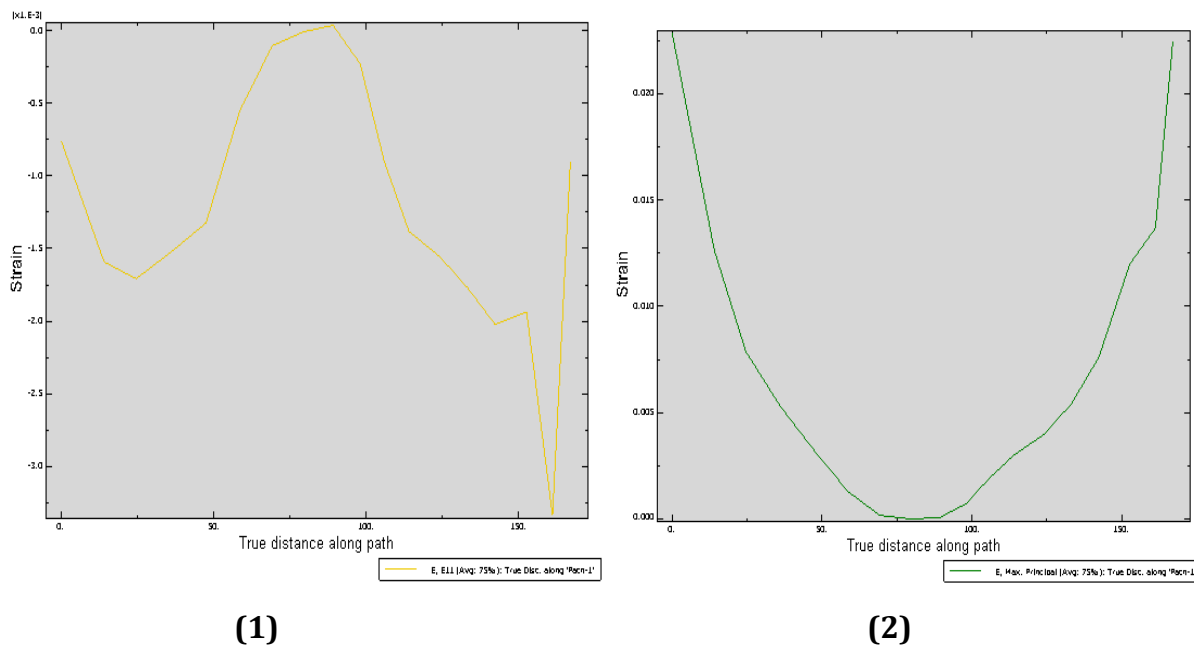 [x1.E-3]
0.0
-0.5
-1.0
-1.5
-2.0
-2.5
-3.0
Strain
0. 50. 100. 150.
True distance along path
E, E11 (Avg: 75%): True Dist. along 'Path-1'
(1)
0.020
0.015
0.010
0.005
0.000
Strain
0. 50. 100. 150.
True distance along path
E, Max. Principal (Avg: 75%): True Dist. along 'Path-1
(2)